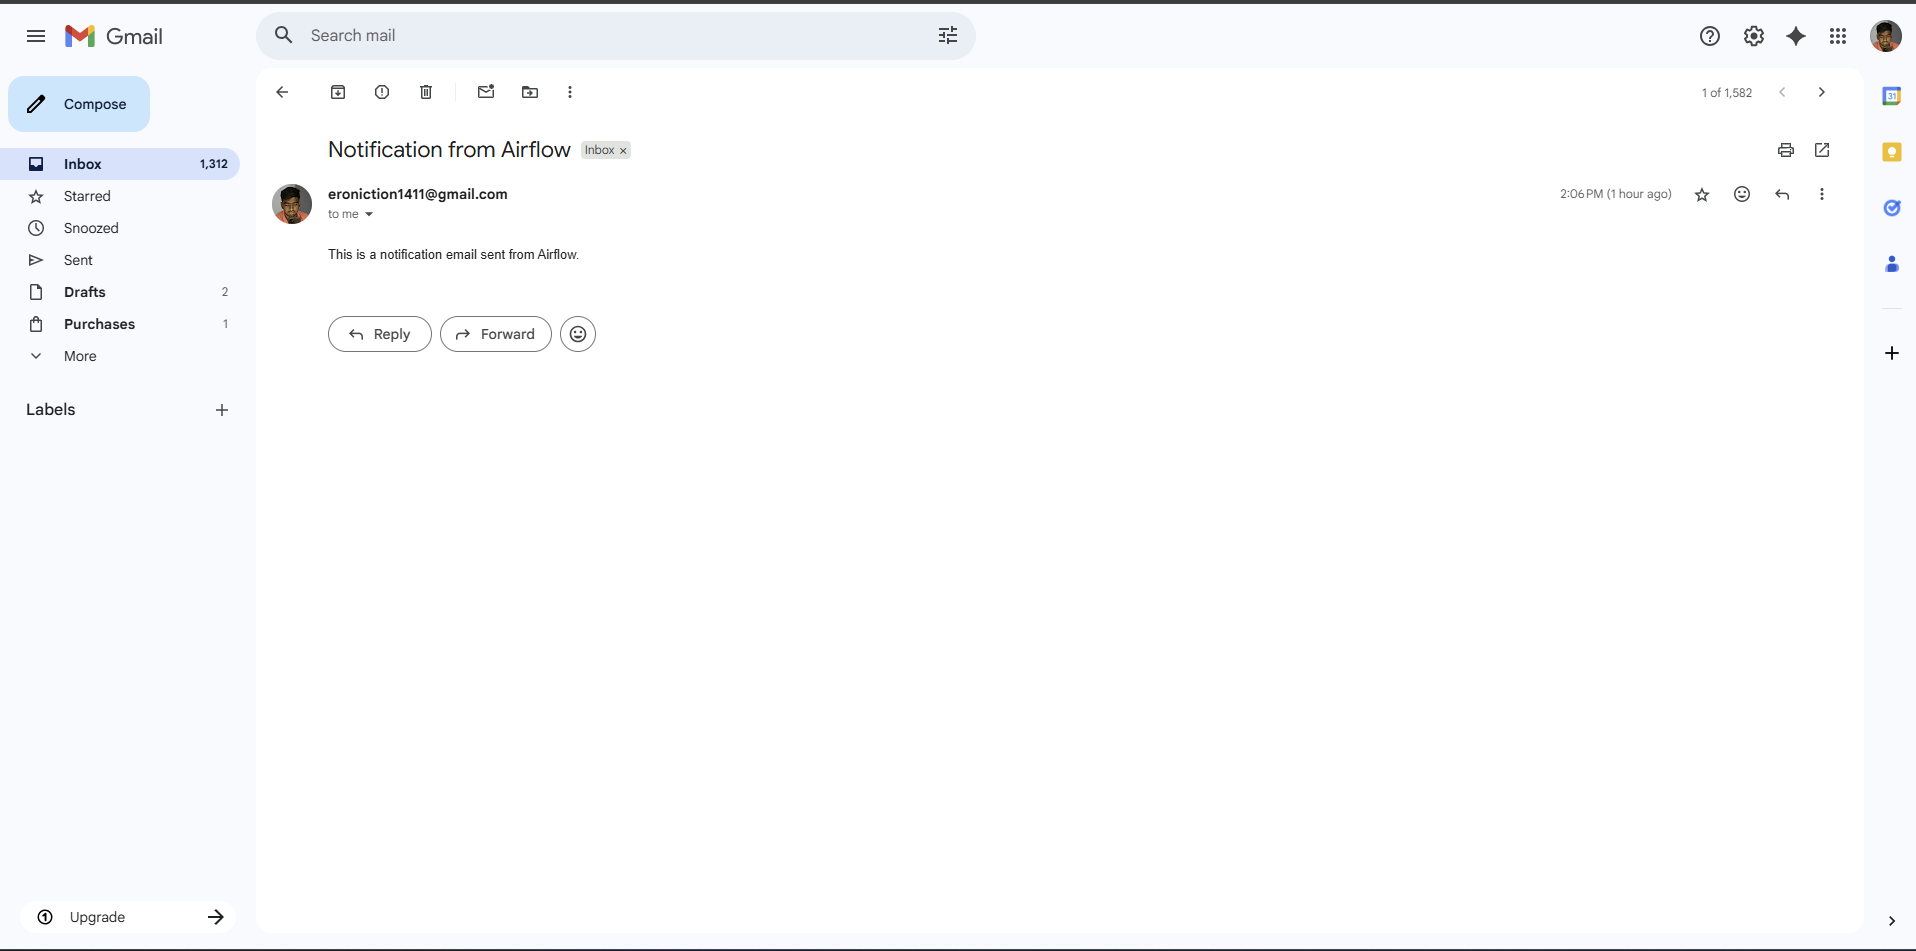 Gmail
Search mail
Compose
1 of 1,582
31
Notification from Airflow Inbox ×
Inbox 1,312
Starred
Snoozed
Sent
Drafts 2
Purchases 1
More
Labels
eroniction1411@gmail.com 2:06 PM (1 hour ago)
to me
This is a notification email sent from Airflow.
Reply Forward
Upgrade